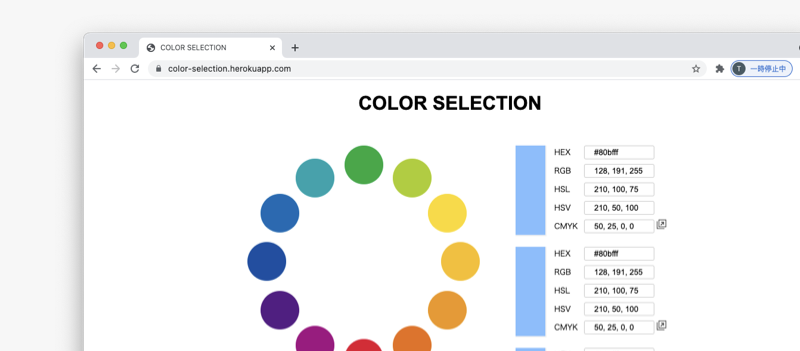 COLOR SELECTION
color-selection.herokuapp.com
T 一時停止中
COLOR SELECTION
HEX #80bfff
RGB 128, 191, 255
HSL 210, 100, 75
HSV 210, 50, 100
CMYK 50, 25, 0, 0
HEX #80bfff
RGB 128, 191, 255
HSL 210, 100, 75
HSV 210, 50, 100
CMYK 50, 25, 0, 0